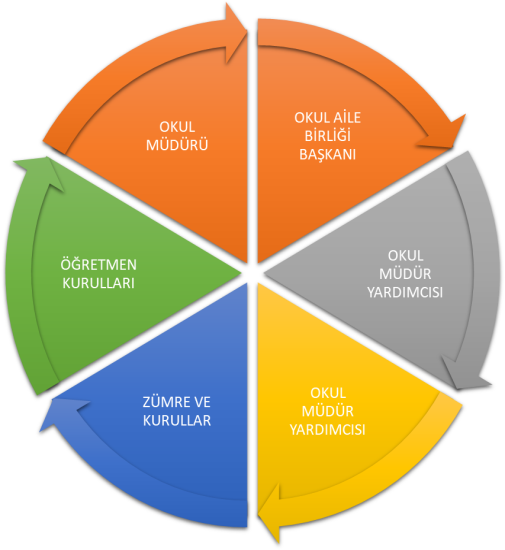 OKUL
MÜDÜRÜ
OKUL AİLE
BİRLİĞİ
BAŞKANI
OKUL
MÜDÜR
YARDIMCISI
OKUL
MÜDÜR
YARDIMCISI
ZÜMRE VE
KURULLAR
ÖĞRETMEN
KURULLARI